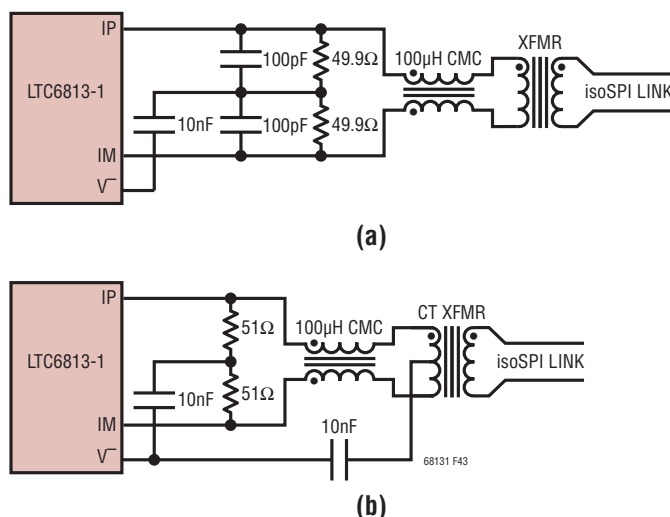 IP
LTC6813-1
10nF
IM
V–
100pF
100pF
49.9Ω
49.9Ω
100µH CMC
XFMR
isoSPI LINK
(a)
IP
LTC6813-1
10nF
IM
V–
51Ω
51Ω
100µH CMC
CT XFMR
isoSPI LINK
10nF
68131 F43
(b)